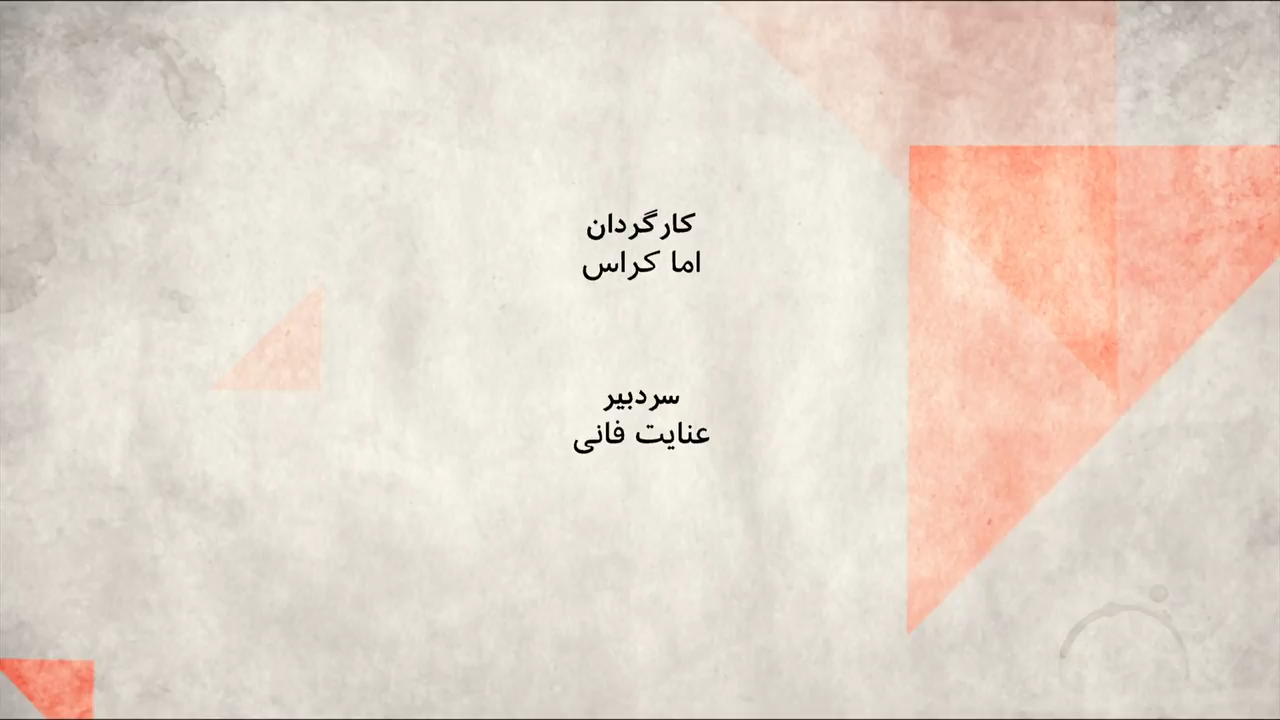 کارگردان
اما کراس
سردبیر
عنایت فانی